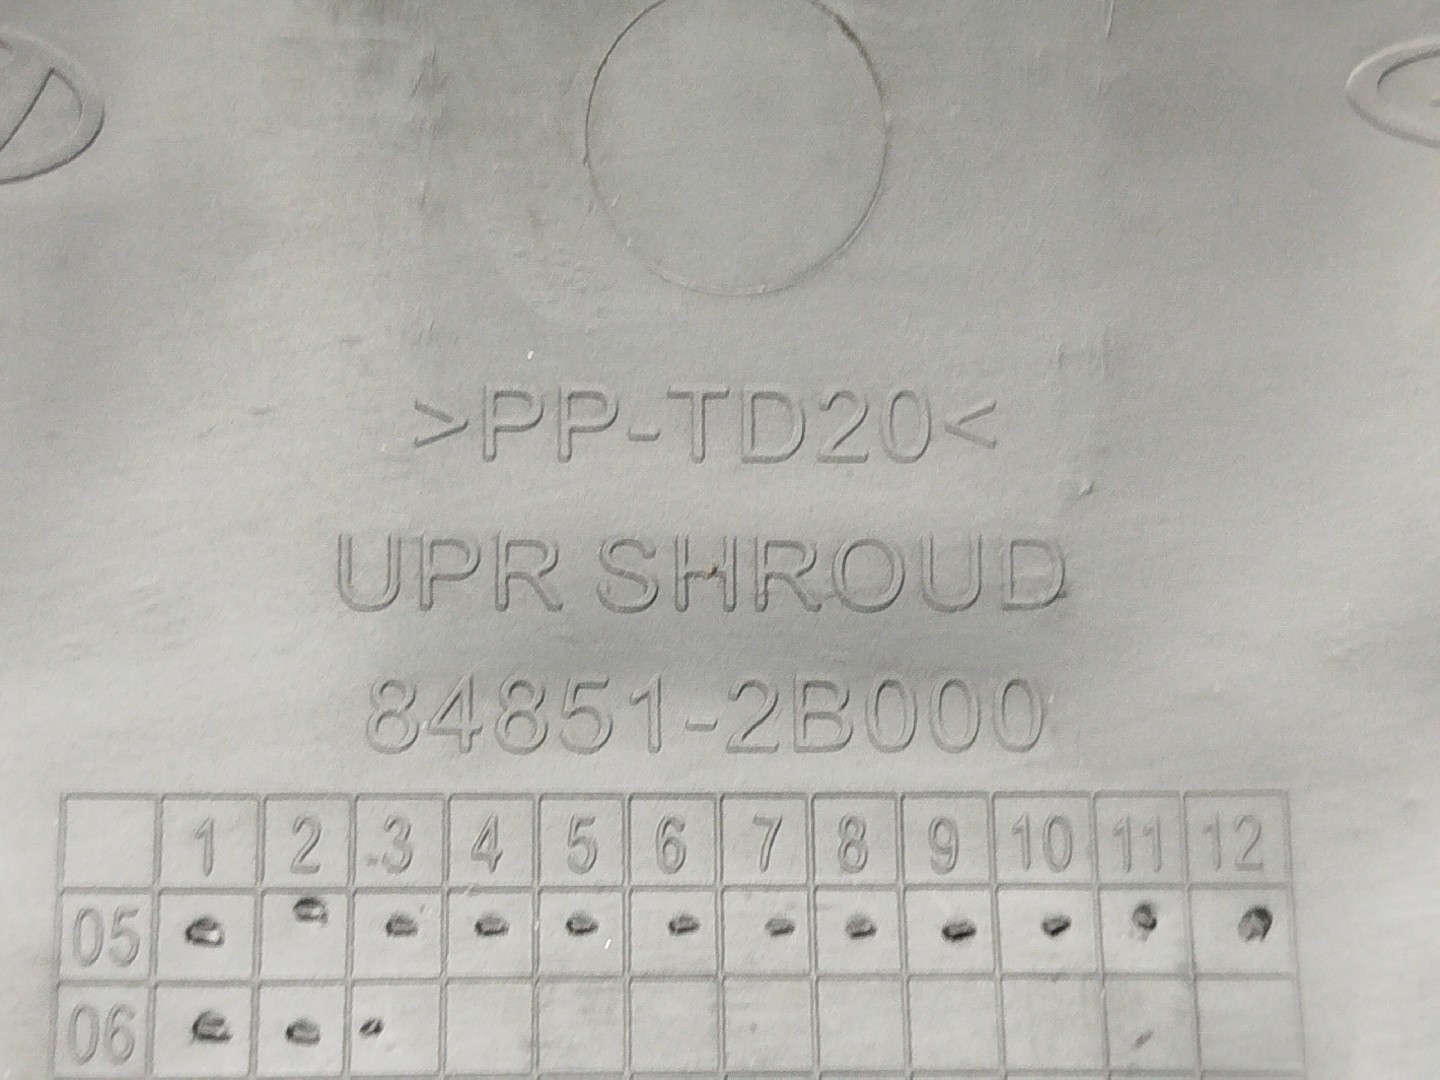 >PP-TD20<
UPR SHROUD
84851-2B000
1 2 3 4 5 6 7 8 9 10 11 12
05
06